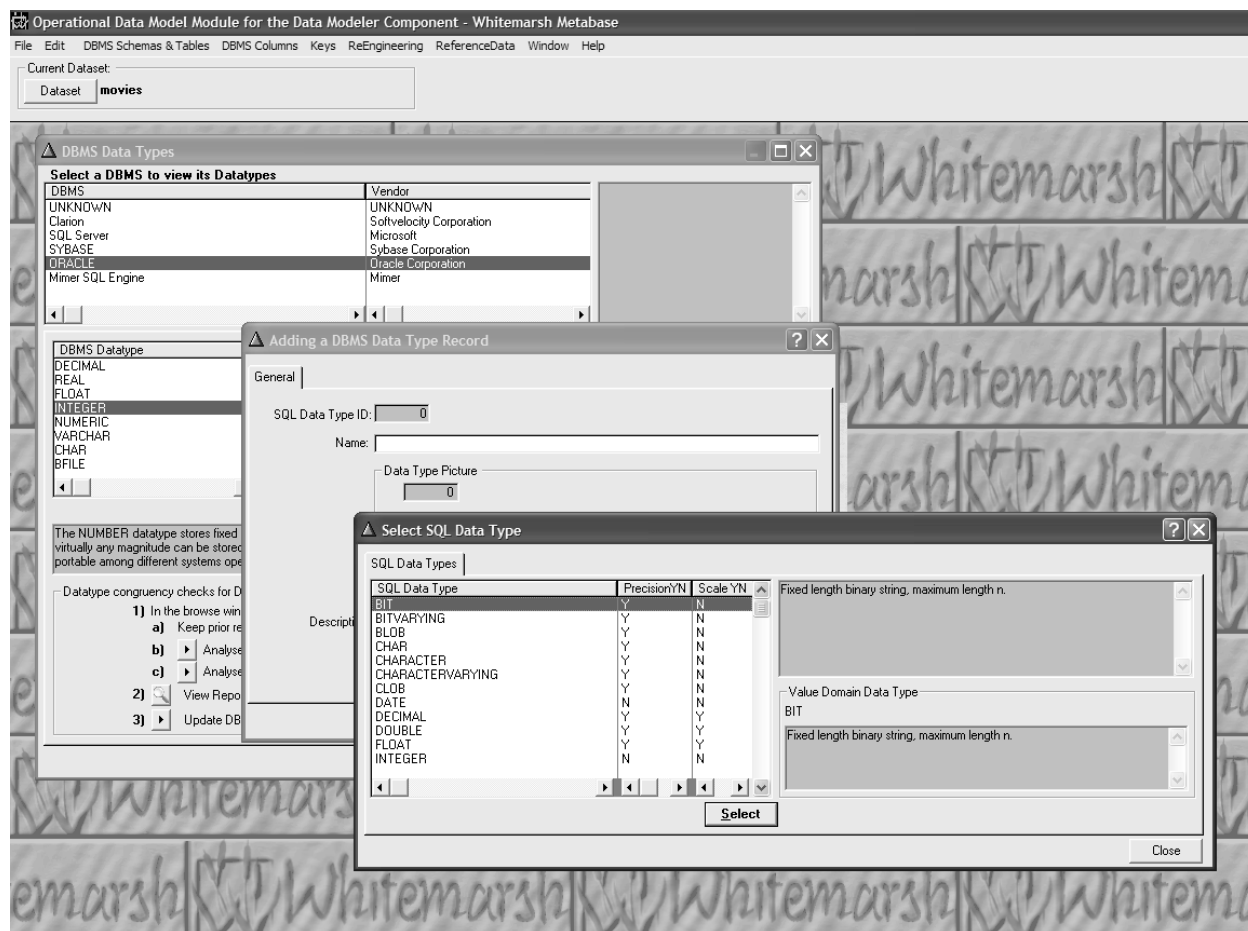 Operational Data Model Module for the Data Modeler Component - Whitemarsh Metabase
File Edit DBMS Schemas & Tables DBMS Columns Keys ReEngineering ReferenceData Window Help
Current Dataset:
Dataset movies
DBMS Data Types
Select a DBMS to view its Datatypes
DBMS Vendor
UNKNOWN UNKNOWN
Clarion Softvelocity Corporation
SQL Server Microsoft
SYBASE Sybase Corporation
ORACLE Oracle Corporation
Mimer SQL Engine Mimer
DBMS Datatype
DECIMAL
REAL
FLOAT
INTEGER
NUMERIC
VARCHAR
CHAR
BFILE
The NUMBER datatype stores fixed
virtually any magnitude can be stored
portable among different systems ope
Datatype congruency checks for D
1) In the browse win
a) Keep prior re
b) Analyse
c) Analyse
2) View Repo
3) Update DB
Adding a DBMS Data Type Record
General
SQL Data Type ID: 0
Name:
Data Type Picture
0
Descripti
Select SQL Data Type
SQL Data Types
SQL Data Type PrecisionYN Scale YN
BIT Y N
BITVARYING Y N
BLOB Y N
CHAR Y N
CHARACTER Y N
CHARACTERVARYING Y N
CLOB Y N
DATE N N
DECIMAL Y Y
DOUBLE Y Y
FLOAT Y Y
INTEGER N N
Fixed length binary string, maximum length n.
Value Domain Data Type
BIT
Fixed length binary string, maximum length n.
Select
Close
Whitemarsh
Whitemarsh
Whitemarsh
Whitemarsh
Whitemarsh
Whitemarsh